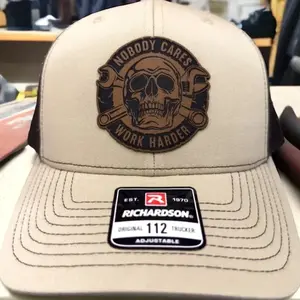 NOBODY CARES
WORK HARDER
EST. R 1970
RICHARDSON®
ORIGINAL 112 TRUCKER
ADJUSTABLE